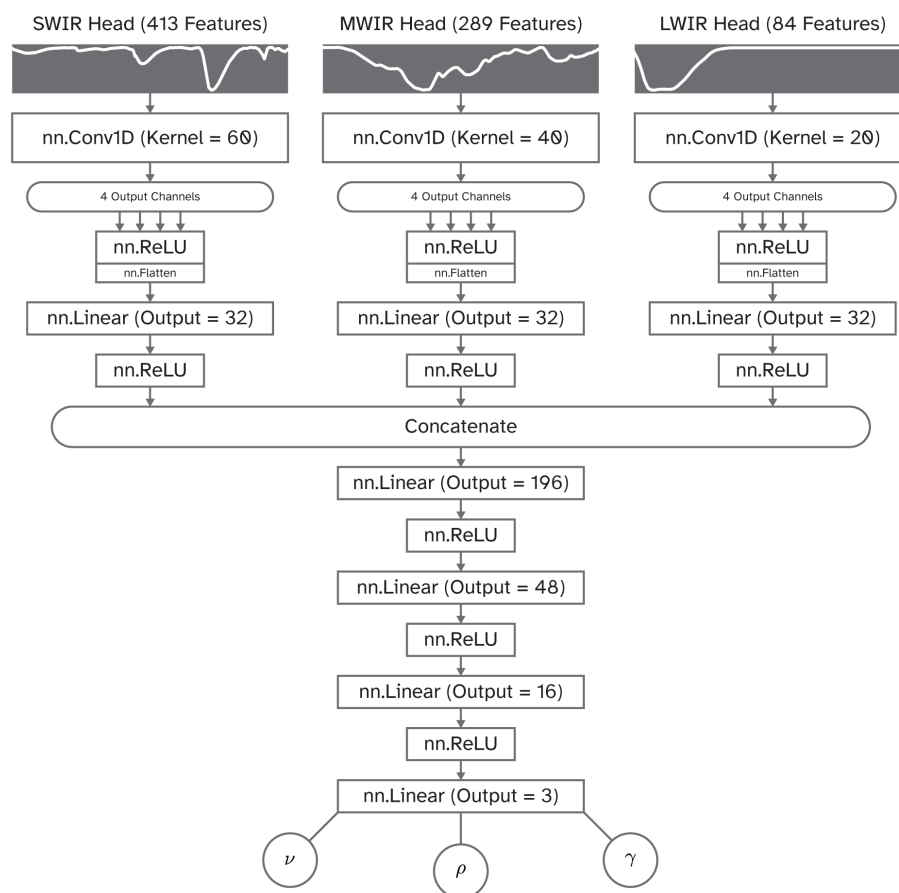 SWIR Head (413 Features) MWIR Head (289 Features) LWIR Head (84 Features)
nn.Conv1D (Kernel = 60) nn.Conv1D (Kernel = 40) nn.Conv1D (Kernel = 20)
4 Output Channels 4 Output Channels 4 Output Channels
nn.ReLU nn.ReLU nn.ReLU
nn.Flatten nn.Flatten nn.Flatten
nn.Linear (Output = 32) nn.Linear (Output = 32) nn.Linear (Output = 32)
nn.ReLU nn.ReLU nn.ReLU
Concatenate
nn.Linear (Output = 196)
nn.ReLU
nn.Linear (Output = 48)
nn.ReLU
nn.Linear (Output = 16)
nn.ReLU
nn.Linear (Output = 3)
ν ρ γ